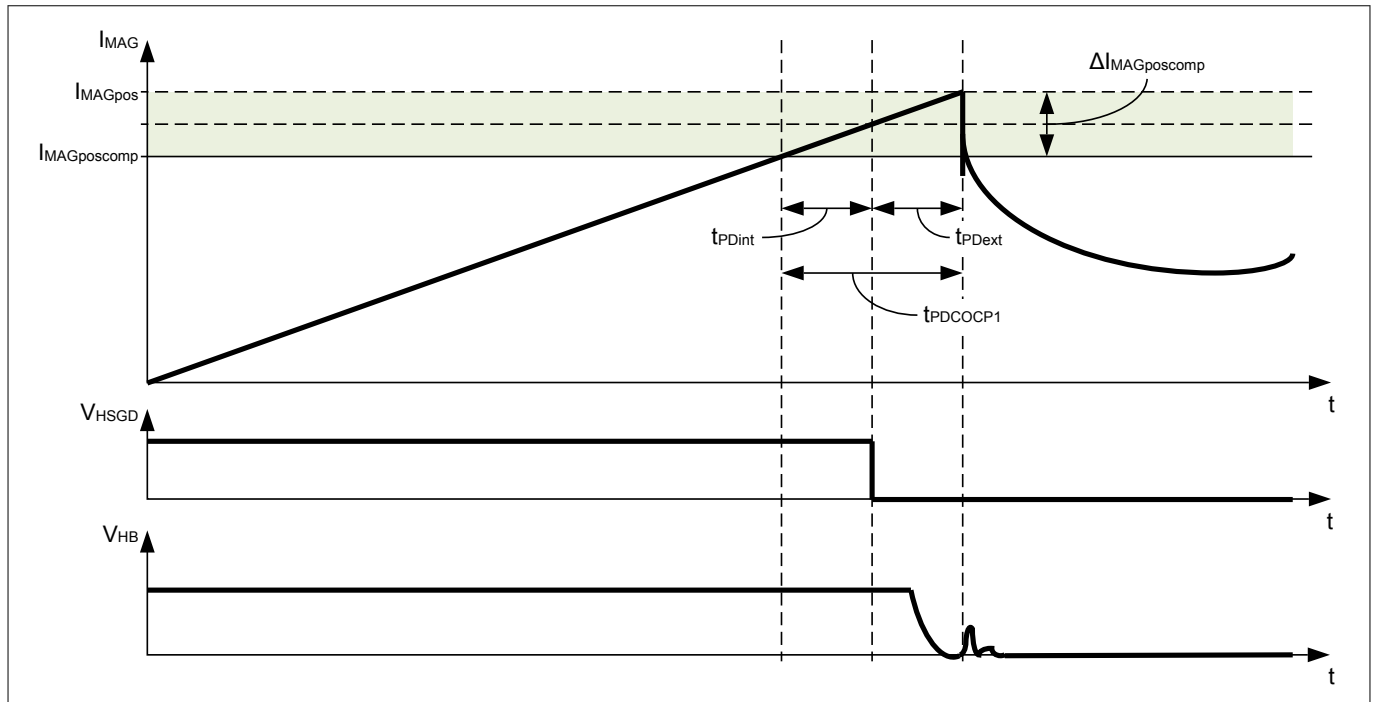 IMAG
IMAGpos
ΔIMAGposcomp
IMAGposcomp
tPDint
tPDext
tPDCOCP1
t
VHSGD
t
VHB
t